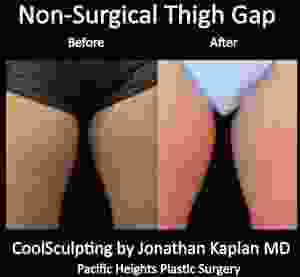 Non-Surgical Thigh Gap
Before After
CoolSculpting by Jonathan Kaplan MD
Pacific Heights Plastic Surgery